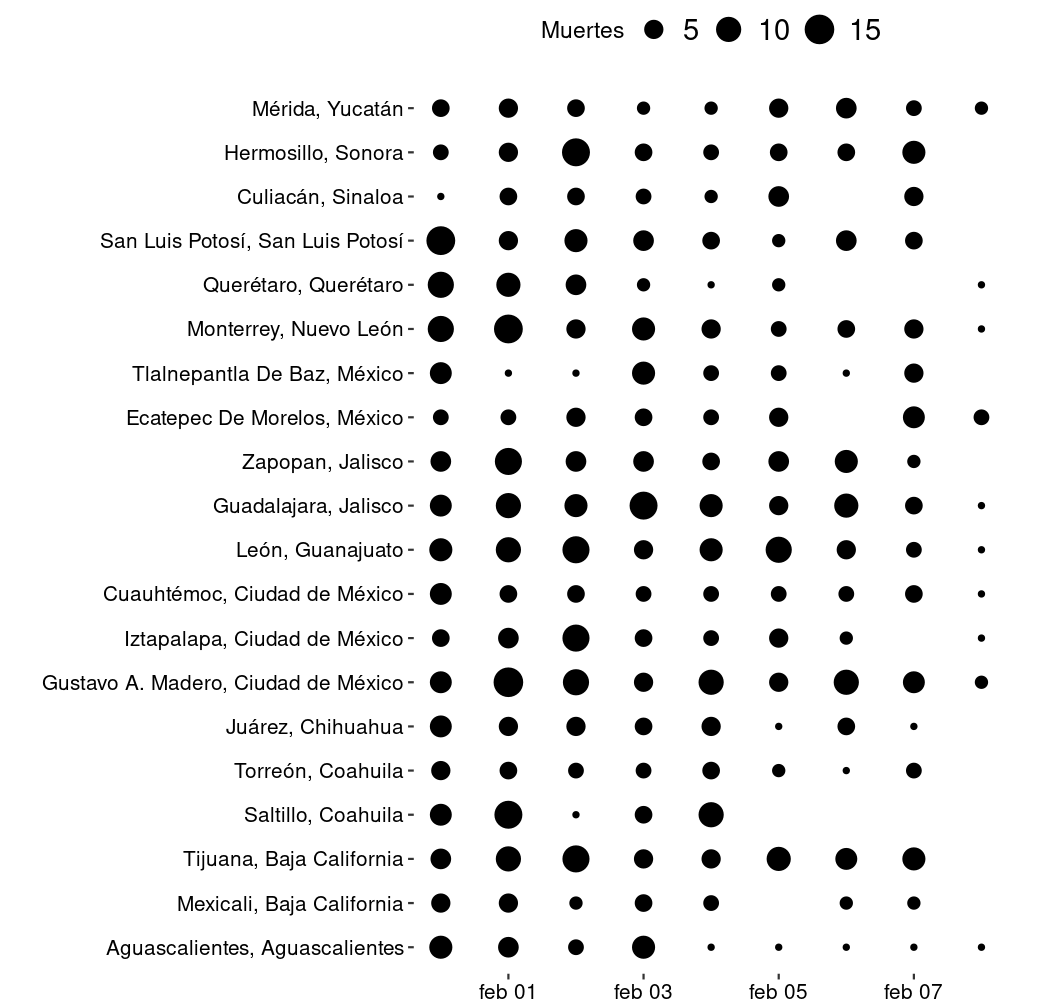 Muertes 5 10 15
Mérida, Yucatán
Hermosillo, Sonora
Culiacán, Sinaloa
San Luis Potosí, San Luis Potosí
Querétaro, Querétaro
Monterrey, Nuevo León
Tlalnepantla De Baz, México
Ecatepec De Morelos, México
Zapopan, Jalisco
Guadalajara, Jalisco
León, Guanajuato
Cuauhtémoc, Ciudad de México
Iztapalapa, Ciudad de México
Gustavo A. Madero, Ciudad de México
Juárez, Chihuahua
Torreón, Coahuila
Saltillo, Coahuila
Tijuana, Baja California
Mexicali, Baja California
Aguascalientes, Aguascalientes
feb 01 feb 03 feb 05 feb 07